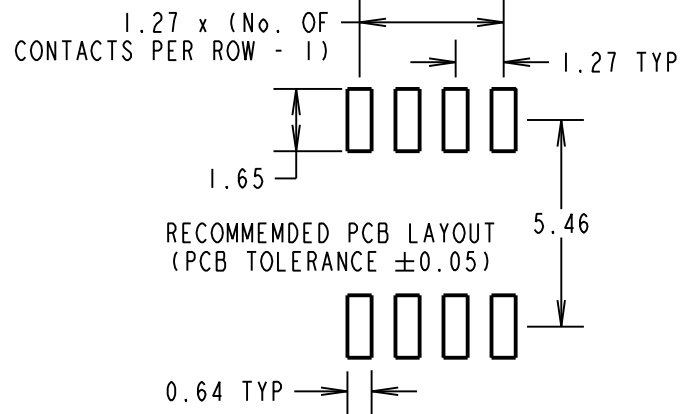 1.27 x (No. OF
CONTACTS PER ROW - 1)
1.27 TYP
1.65
5.46
RECOMMEMDED PCB LAYOUT
(PCB TOLERANCE ±0.05)
0.64 TYP